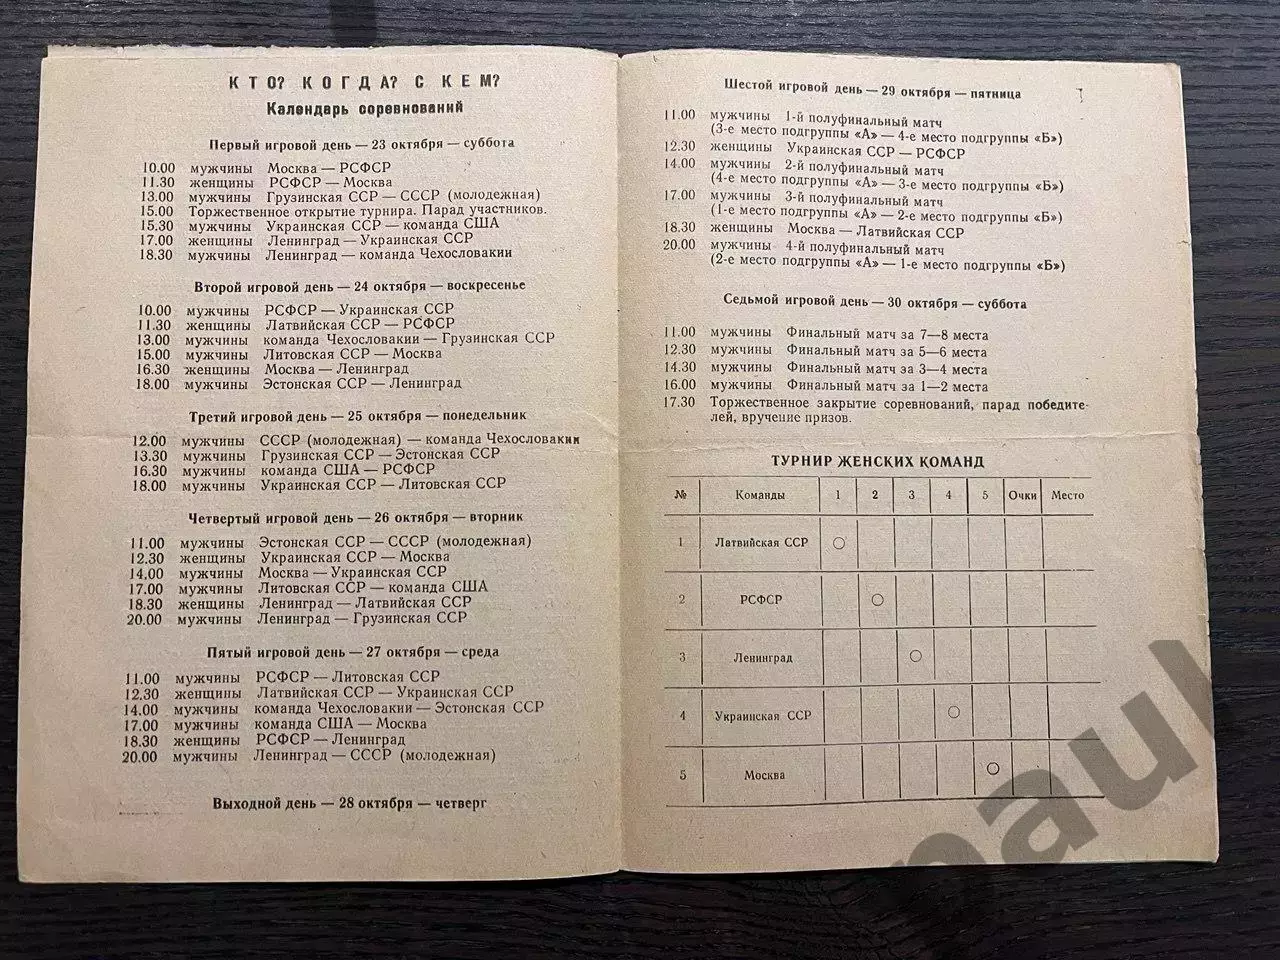 КТО? КОГДА? С КЕМ?
Календарь соревнований
Первый игровой день — 23 октября — суббота
10.00 мужчины Москва — РСФСР
11.30 женщины РСФСР — Москва
13.00 мужчины Грузинская ССР — СССР (молодежная)
15.00 Торжественное открытие турнира. Парад участников.
15.30 мужчины Украинская ССР — команда США
17.00 женщины Ленинград — Украинская ССР
18.30 мужчины Ленинград — команда Чехословакии
Второй игровой день — 24 октября — воскресенье
10.00 мужчины РСФСР — Украинская ССР
11.30 женщины Латвийская ССР — РСФСР
13.00 мужчины команда Чехословакии — Грузинская ССР
15.00 мужчины Литовская ССР — Москва
16.30 женщины Москва — Ленинград
18.00 мужчины Эстонская ССР — Ленинград
Третий игровой день — 25 октября — понедельник
12.00 мужчины СССР (молодежная) — команда Чехословакии
13.30 мужчины Грузинская ССР — Эстонская ССР
16.30 мужчины команда США — РСФСР
18.00 мужчины Украинская ССР — Литовская ССР
Четвертый игровой день — 26 октября — вторник
11.00 мужчины Эстонская ССР — СССР (молодежная)
12.30 женщины Украинская ССР — Москва
14.00 мужчины Москва — Украинская ССР
17.00 мужчины Литовская ССР — команда США
18.30 женщины Ленинград — Латвийская ССР
20.00 мужчины Ленинград — Грузинская ССР
Пятый игровой день — 27 октября — среда
11.00 мужчины РСФСР — Литовская ССР
12.30 женщины Латвийская ССР — Украинская ССР
14.00 мужчины команда Чехословакии — Эстонская ССР
17.00 мужчины команда США — Москва
18.30 женщины РСФСР — Ленинград
20.00 мужчины Ленинград — СССР (молодежная)
Выходной день — 28 октября — четверг
Шестой игровой день — 29 октября — пятница
11.00 мужчины 1-й полуфинальный матч
(3-е место подгруппы «А» — 4-е место подгруппы «Б»)
12.30 женщины Украинская ССР — РСФСР
14.00 мужчины 2-й полуфинальный матч
(4-е место подгруппы «А» — 3-е место подгруппы «Б»)
17.00 мужчины 3-й полуфинальный матч
(1-е место подгруппы «А» — 2-е место подгруппы «Б»)
18.30 женщины Москва — Латвийская ССР
20.00 мужчины 4-й полуфинальный матч
(2-е место подгруппы «А» — 1-е место подгруппы «Б»)
Седьмой игровой день — 30 октября — суббота
11.00 мужчины Финальный матч за 7—8 места
12.30 мужчины Финальный матч за 5—6 места
14.30 мужчины Финальный матч за 3—4 места
16.00 мужчины Финальный матч за 1—2 места
17.30 Торжественное закрытие соревнований, парад победите-
лей, вручение призов.
ТУРНИР ЖЕНСКИХ КОМАНД
№ Команды 1 2 3 4 5 Очки Место
1 Латвийская ССР
2 РСФСР
3 Ленинград
4 Украинская ССР
5 Москва
paul